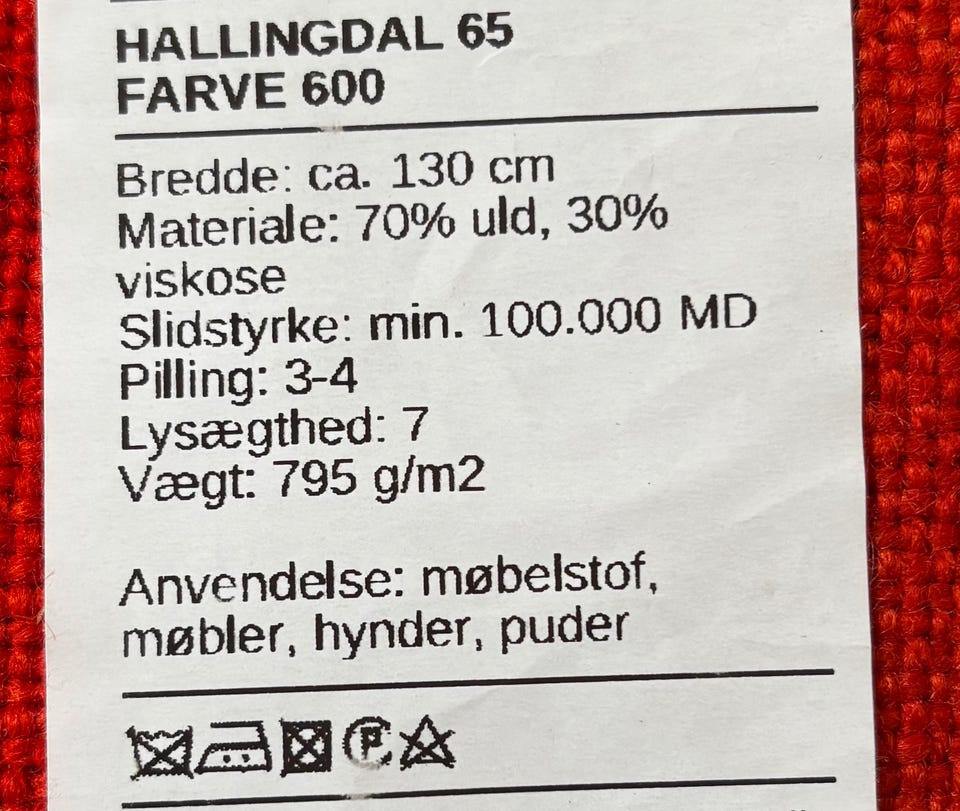 HALLINGDAL 65
FARVE 600
Bredde: ca. 130 cm
Materiale: 70% uld, 30%
viskose
Slidstyrke: min. 100.000 MD
Pilling: 3-4
Lysægthed: 7
Vægt: 795 g/m2
Anvendelse: møbelstof,
møbler, hynder, puder
P